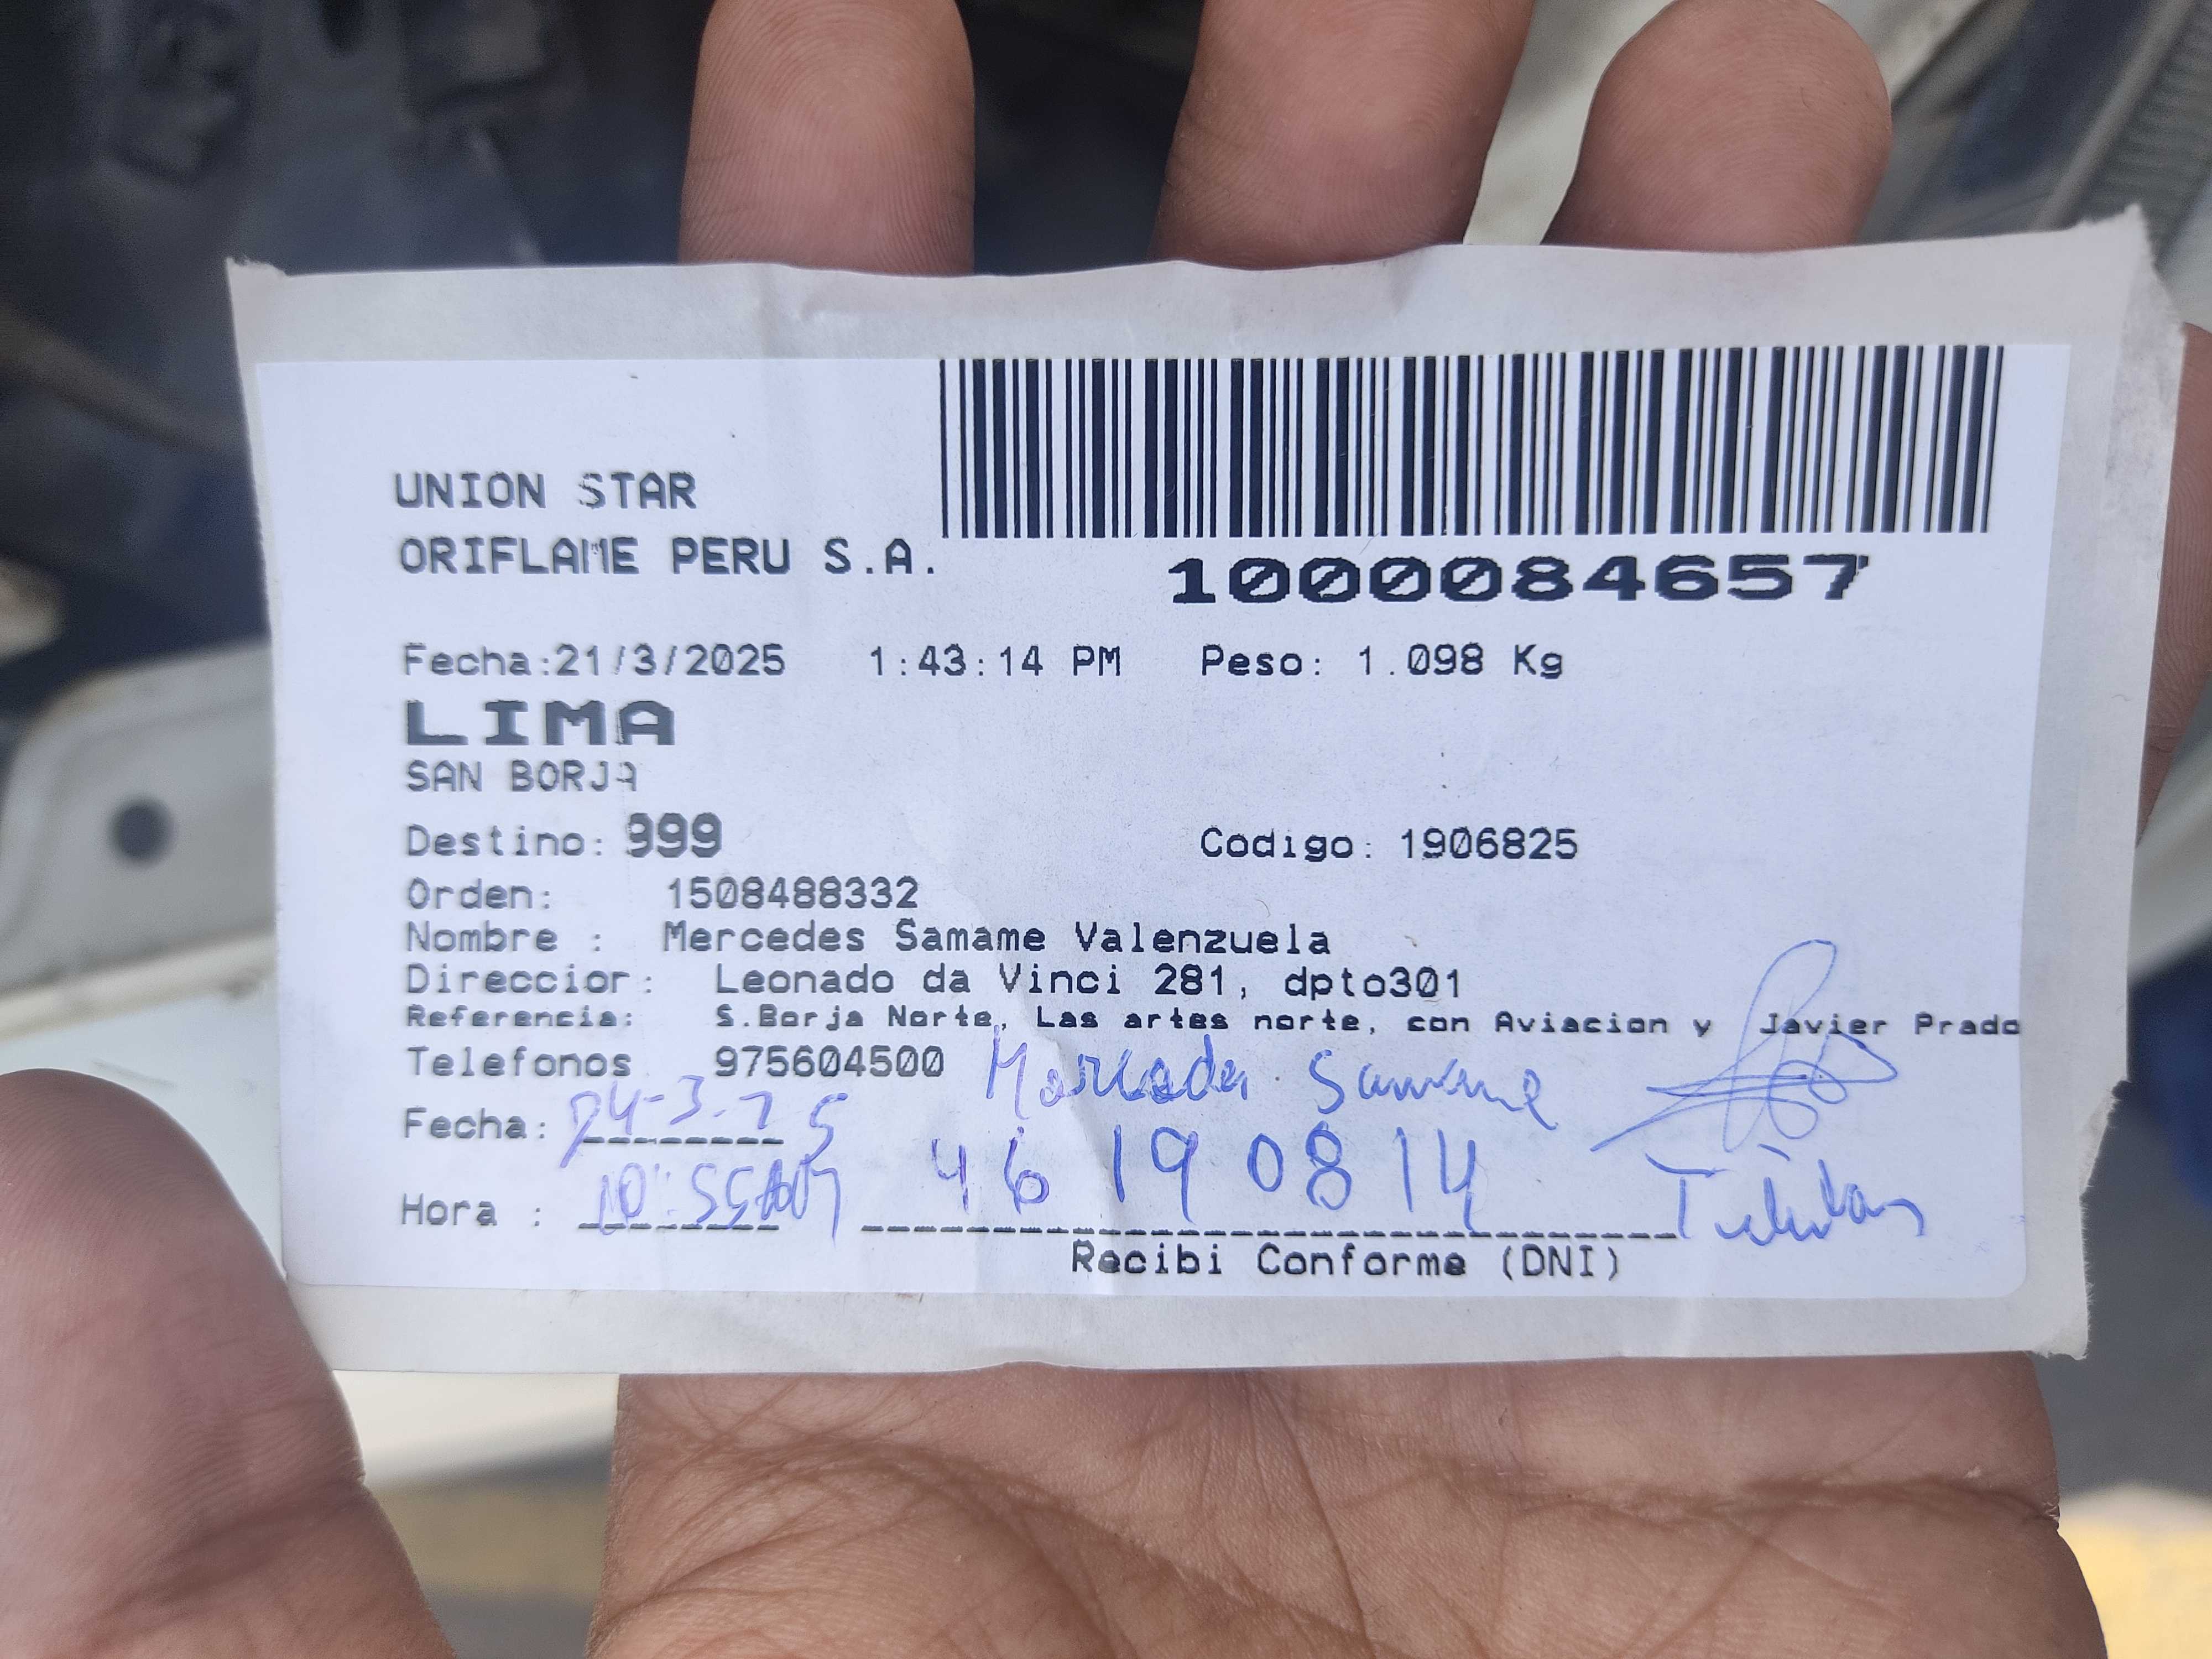 UNION STAR
ORIFLAME PERU S.A.
1000084657
Fecha:21/3/2025 1:43:14 PM Peso: 1.098 Kg
LIMA
SAN BORJA
Destino: 999 Codigo: 1906825
Orden: 1508488332
Nombre : Mercedes Samame Valenzuela
Direccior: Leonado da Vinci 281, dpto301
Referencia: S.Borja Norte, Las artes norte, con Aviacion y Javier Prado
Telefonos 975604500
Mercedes Samame
Fecha: 24-3-25
Hora : 46190814
Recibi Conforme (DNI)